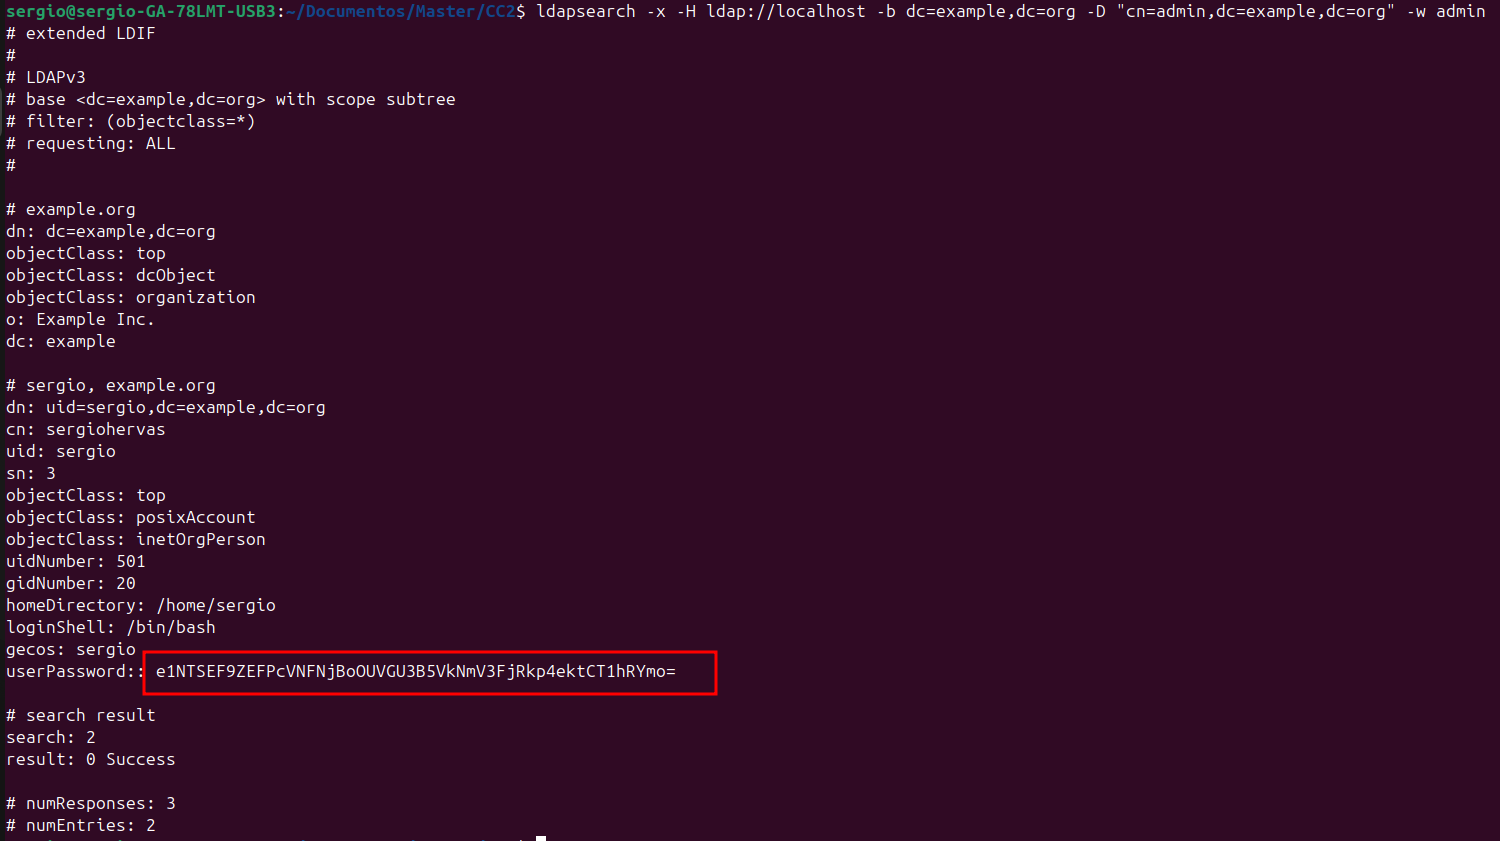 sergio@sergio-GA-78LMT-USB3:~/Documentos/Master/CC2$ ldapsearch -x -H ldap://localhost -b dc=example,dc=org -D "cn=admin,dc=example,dc=org" -w admin
# extended LDIF
#
# LDAPv3
# base <dc=example,dc=org> with scope subtree
# filter: (objectclass=*)
# requesting: ALL
#
# example.org
dn: dc=example,dc=org
objectClass: top
objectClass: dcObject
objectClass: organization
o: Example Inc.
dc: example
# sergio, example.org
dn: uid=sergio,dc=example,dc=org
cn: sergiohervas
uid: sergio
sn: 3
objectClass: top
objectClass: posixAccount
objectClass: inetOrgPerson
uidNumber: 501
gidNumber: 20
homeDirectory: /home/sergio
loginShell: /bin/bash
gecos: sergio
userPassword:: e1NTSEF9ZEFPcVNFNjBoOUVGU3B5VkNmV3FjRkp4ektCT1hRYmo=
# search result
search: 2
result: 0 Success
# numResponses: 3
# numEntries: 2